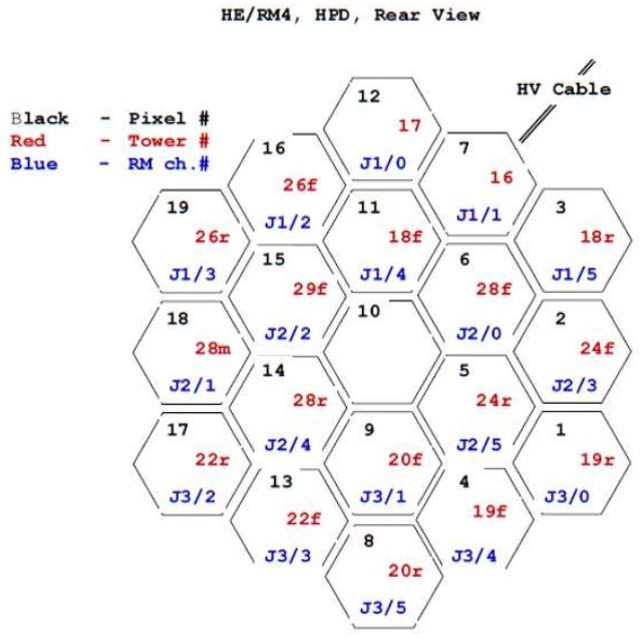 HE/RM4, HPD, Rear View
HV Cable
Black - Pixel #
Red - Tower #
Blue - RM ch.#
12
17
J1/0
16
26f
J1/2
7
16
J1/1
19
26r
J1/3
11
18f
J1/4
3
18r
J1/5
15
29f
J2/2
6
28f
J2/0
18
28m
J2/1
10
2
24f
J2/3
14
28r
J2/4
5
24r
J2/5
17
22r
J3/2
9
20f
J3/1
1
19r
J3/0
13
22f
J3/3
4
19f
J3/4
8
20r
J3/5